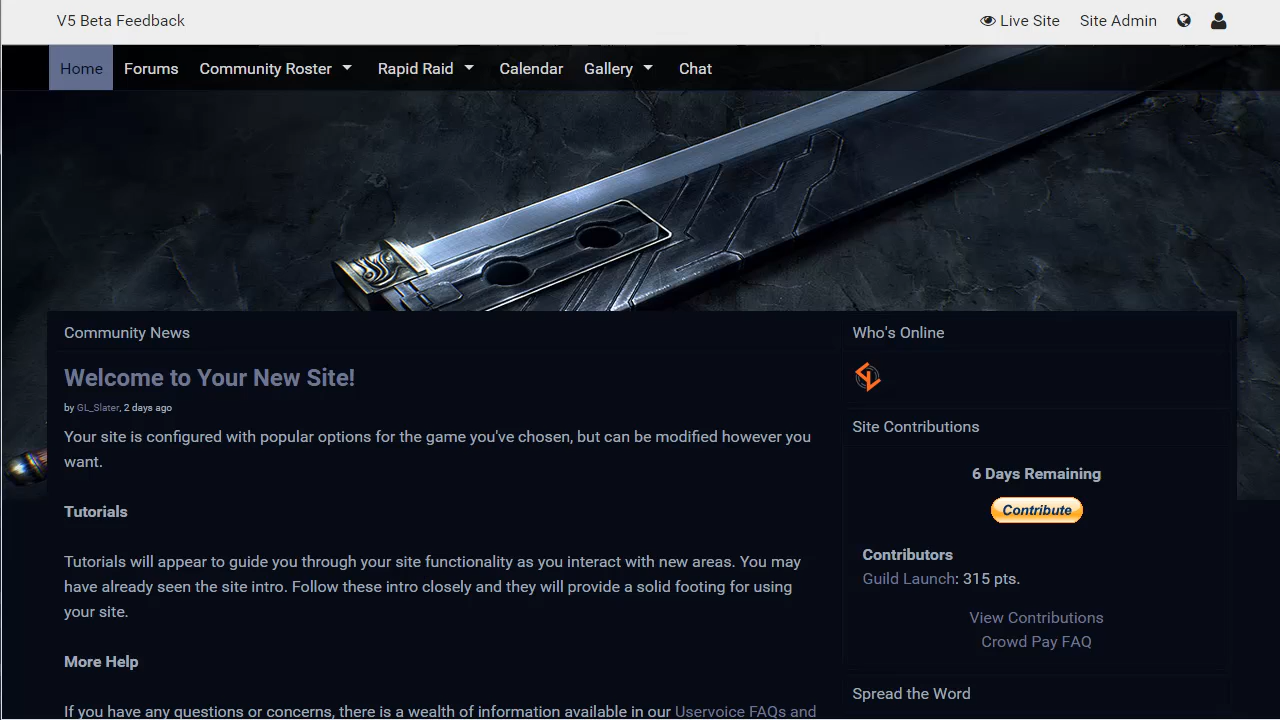 V5 Beta Feedback
Live Site
Site Admin
Home
Forums
Community Roster
Rapid Raid
Calendar
Gallery
Chat
Community News
Welcome to Your New Site!
by GL_Slater, 2 days ago
Your site is configured with popular options for the game you've chosen, but can be modified however you
want.
Tutorials
Tutorials will appear to guide you through your site functionality as you interact with new areas. You may
have already seen the site intro. Follow these intro closely and they will provide a solid footing for using
your site.
More Help
If you have any questions or concerns, there is a wealth of information available in our Uservoice FAQs and
Who's Online
Site Contributions
6 Days Remaining
Contribute
Contributors
Guild Launch: 315 pts.
View Contributions
Crowd Pay FAQ
Spread the Word